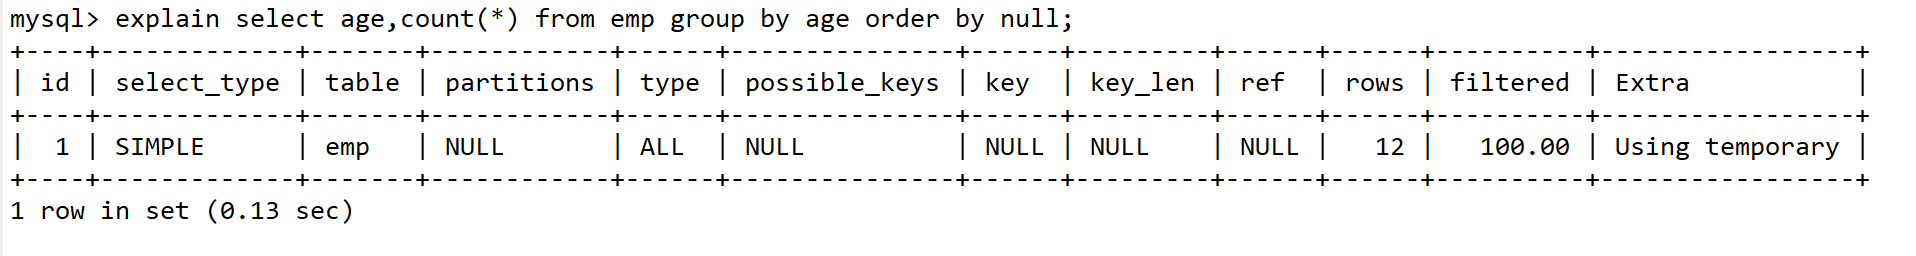 mysql> explain select age,count(*) from emp group by age order by null;
+----+-------------+-------+------------+------+---------------+------+---------+------+------+----------+-----------------+
| id | select_type | table | partitions | type | possible_keys | key  | key_len | ref  | rows | filtered | Extra           |
+----+-------------+-------+------------+------+---------------+------+---------+------+------+----------+-----------------+
|  1 | SIMPLE      | emp   | NULL       | ALL  | NULL          | NULL | NULL    | NULL |   12 |   100.00 | Using temporary |
+----+-------------+-------+------------+------+---------------+------+---------+------+------+----------+-----------------+
1 row in set (0.13 sec)